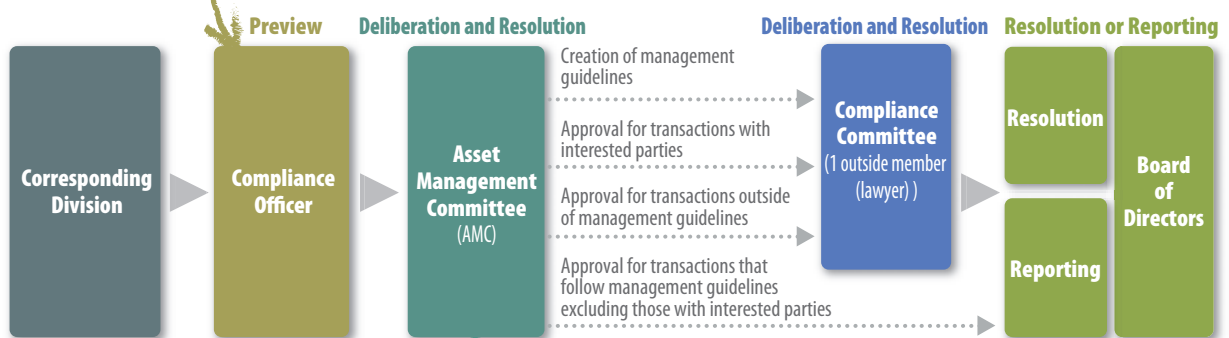 Preview
Deliberation and Resolution
Deliberation and Resolution
Resolution or Reporting
Corresponding
Division
Compliance
Officer
Asset
Management
Committee
(AMC)
Creation of management
guidelines
Approval for transactions with
interested parties
Approval for transactions outside
of management guidelines
Approval for transactions that
follow management guidelines
excluding those with interested parties
Compliance
Committee
(1 outside member
(lawyer) )
Resolution
Reporting
Board
of
Directors